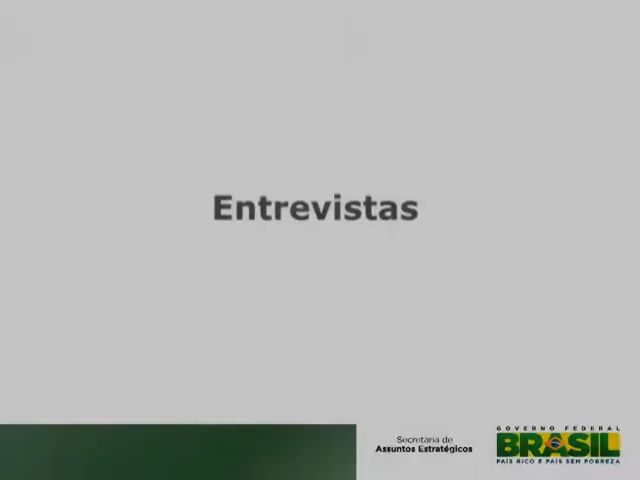 Entrevistas
Secretaria de
Assuntos Estratégicos
GOVERNO FEDERAL
BRASIL
PAÍS RICO É PAÍS SEM POBREZA